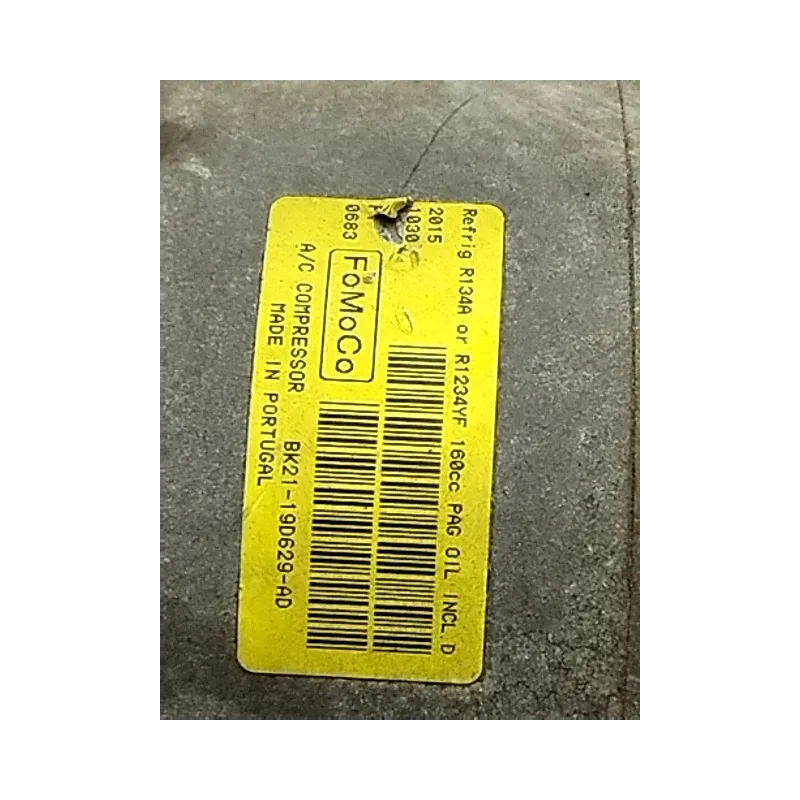 Refrig R134A or R1234YF 160cc PAG OIL INCL.D
2015
1030
0683
FoMoCo
A/C COMPRESSOR BK21-19D629-AD
MADE IN PORTUGAL